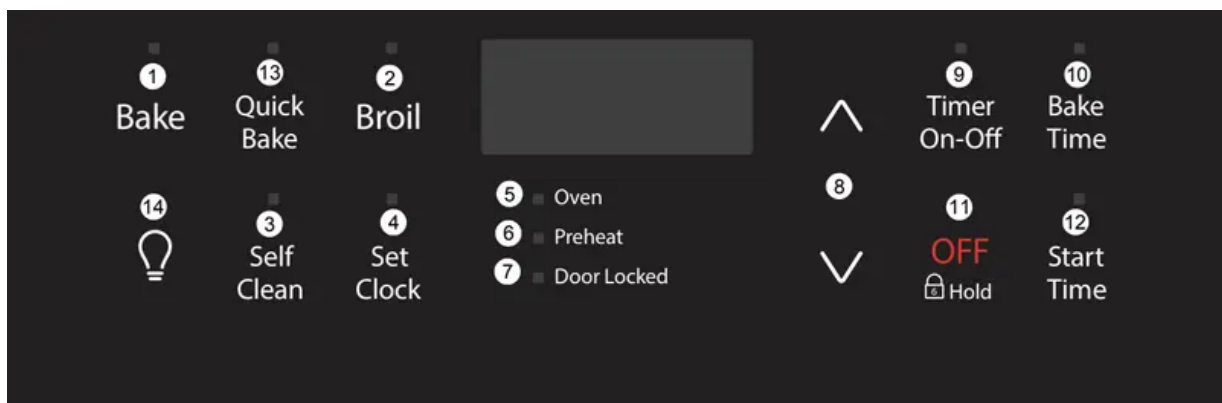 1 13 2 9 10
Bake Quick Bake Broil Timer On-Off Bake Time
8
5 Oven
6 Preheat
7 Door Locked
14 3 4 11 12
Self Clean Set Clock OFF Start Time
6 Hold